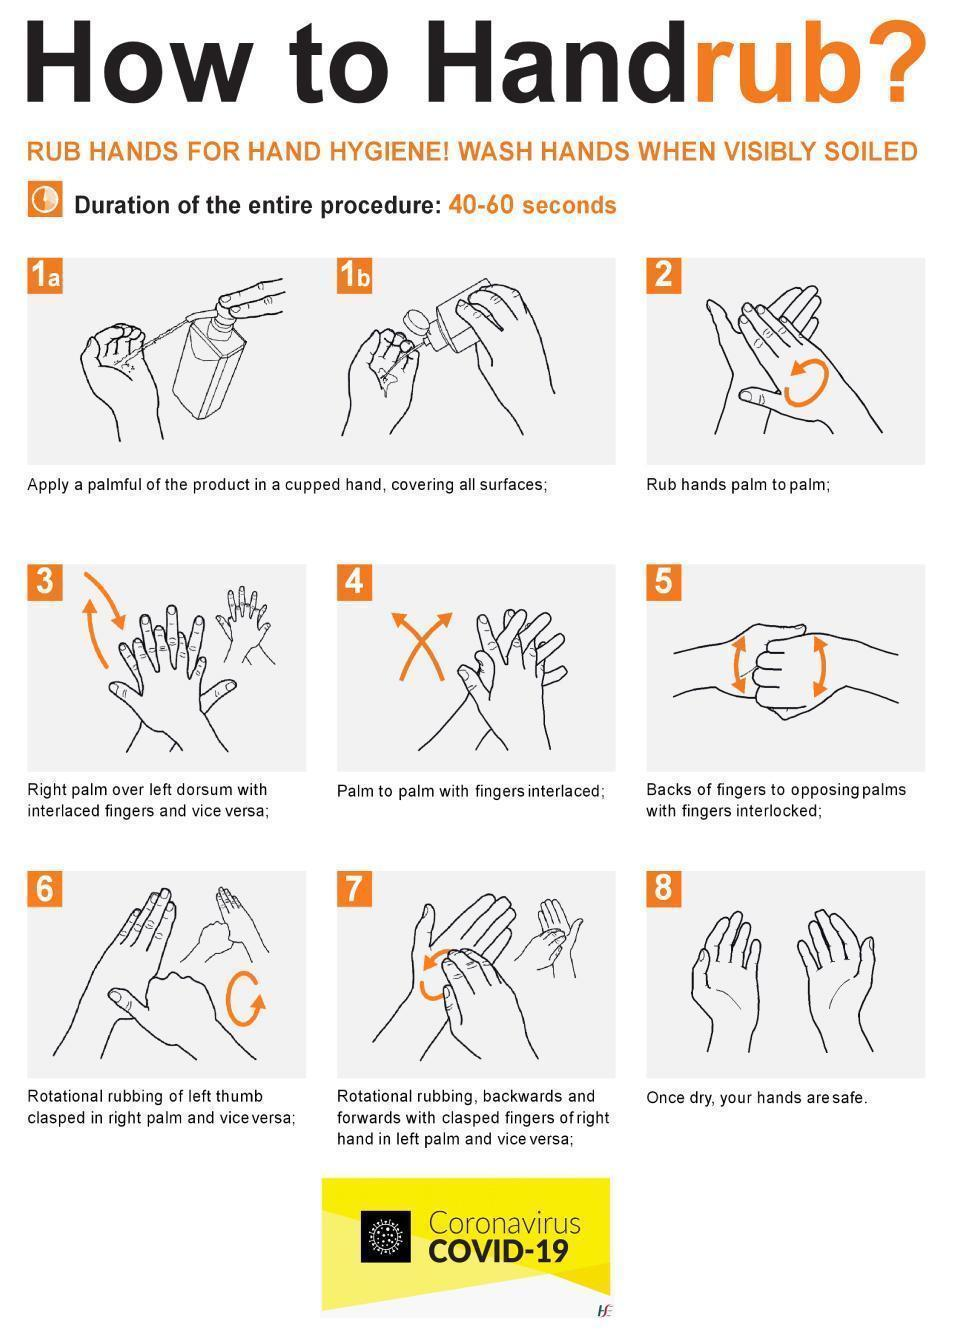 How to Handrub?
RUB HANDS FOR HAND HYGIENE! WASH HANDS WHEN VISIBLY SOILED
Duration of the entire procedure: 40-60 seconds
1a
1b
2
Apply a palmful of the product in a cupped hand, covering all surfaces;
Rub hands palm to palm;
3
4
5
Right palm over left dorsum with
interlaced fingers and vice versa;
Palm to palm with fingers interlaced;
Backs of fingers to opposing palms
with fingers interlocked;
6
7
8
Rotational rubbing of left thumb
clasped in right palm and vice versa;
Rotational rubbing, backwards and
forwards with clasped fingers of right
hand in left palm and vice versa;
Once dry, your hands are safe.
Coronavirus
COVID-19
HSE